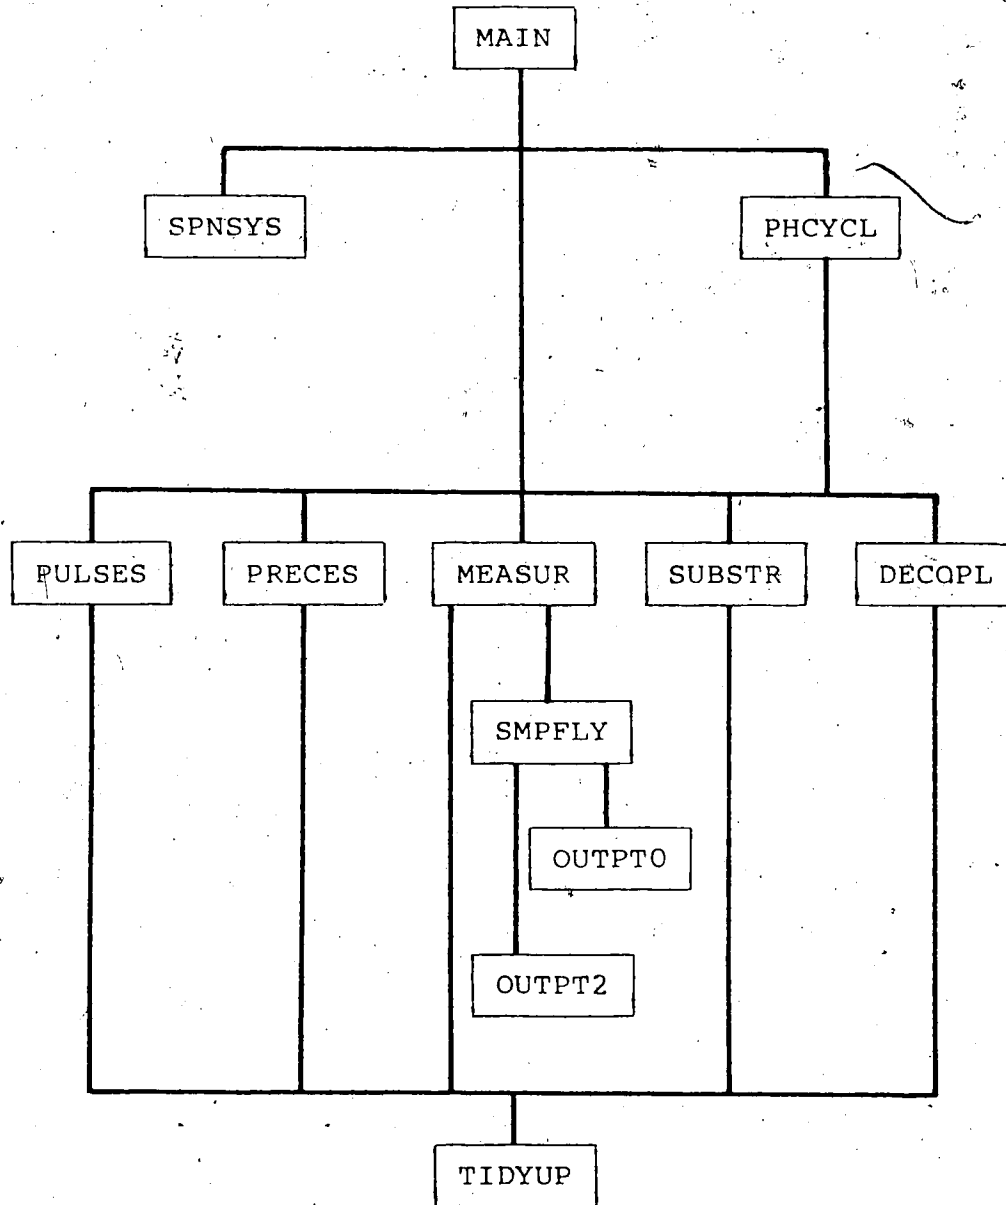 MAIN
SPNSYS
PHCYCL
PULSES
PRECES
MEASUR
SUBSTR
DECOPL
SMPFLY
OUTPT0
OUTPT2
TIDYUP